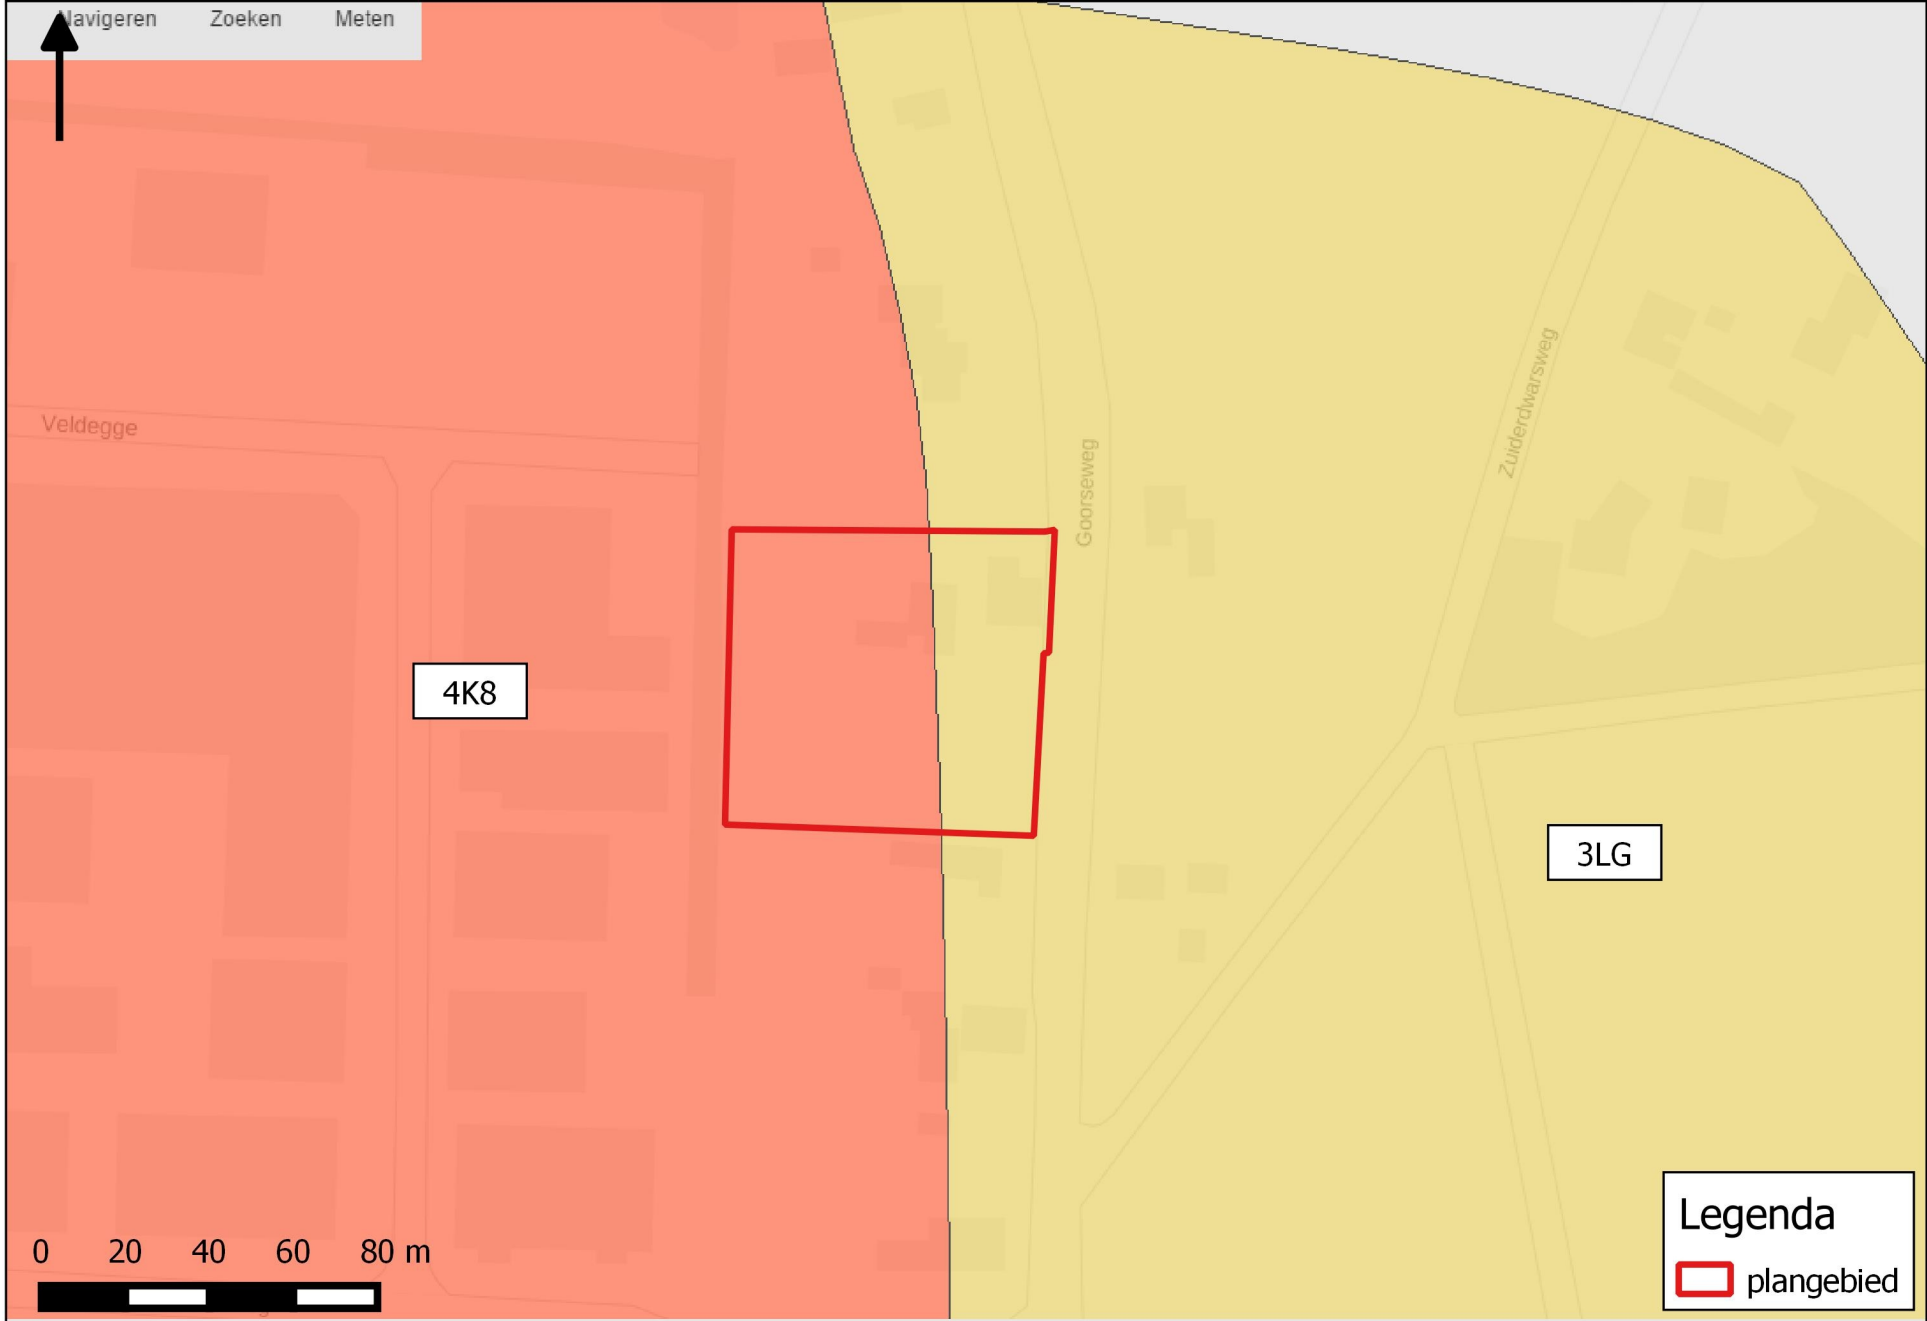 Navigeren Zoeken Meten
Veldegge
Goorseweg
Zuiderdwarsweg
4K8
3LG
0 20 40 60 80 m
Legenda
plangebied